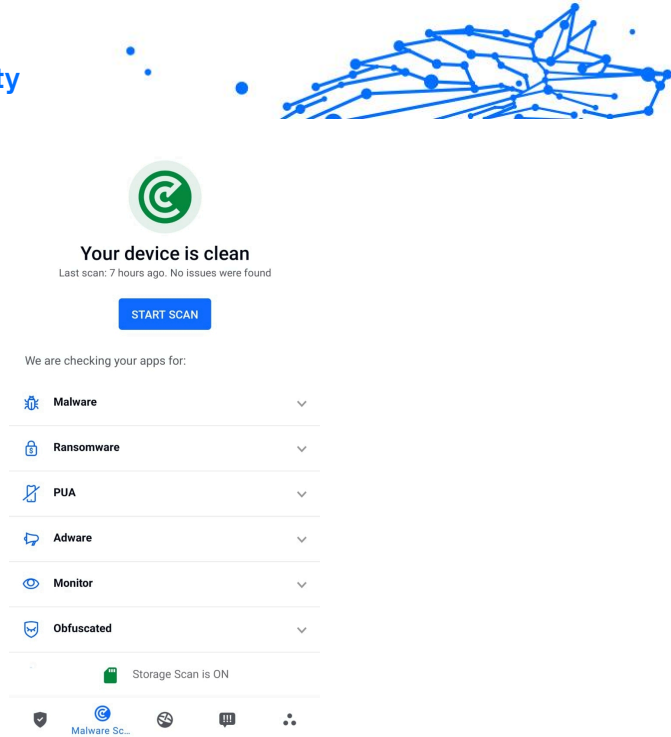 ty
Your device is clean
Last scan: 7 hours ago. No issues were found
START SCAN
We are checking your apps for:
Malware
Ransomware
PUA
Adware
Monitor
Obfuscated
Storage Scan is ON
Malware Sc...